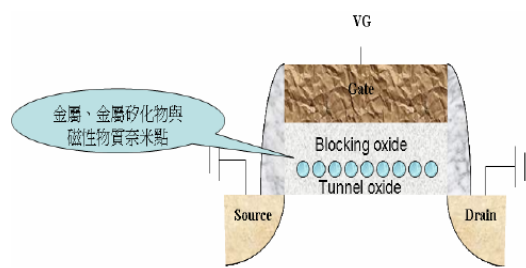 VG
Gate
金屬、金屬矽化物與
磁性物質奈米點
Blocking oxide
Tunnel oxide
Source
Drain